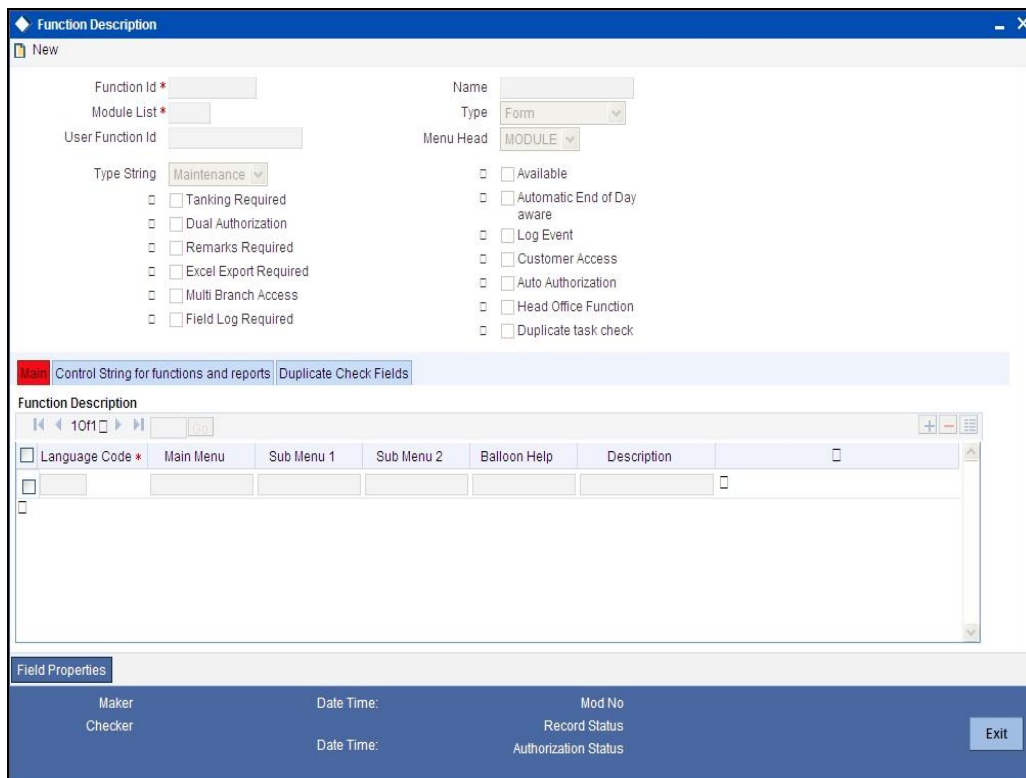 Function Description
New
Function Id *
Name
Module List *
Type Form
User Function Id
Menu Head MODULE
Type String Maintenance
Available
Tanking Required
Automatic End of Day aware
Dual Authorization
Log Event
Remarks Required
Customer Access
Excel Export Required
Auto Authorization
Multi Branch Access
Head Office Function
Field Log Required
Duplicate task check
Main Control String for functions and reports Duplicate Check Fields
Function Description
1Of1 Go
Language Code * Main Menu Sub Menu 1 Sub Menu 2 Balloon Help Description
Field Properties
Maker Date Time: Mod No
Checker Record Status
Date Time: Authorization Status
Exit